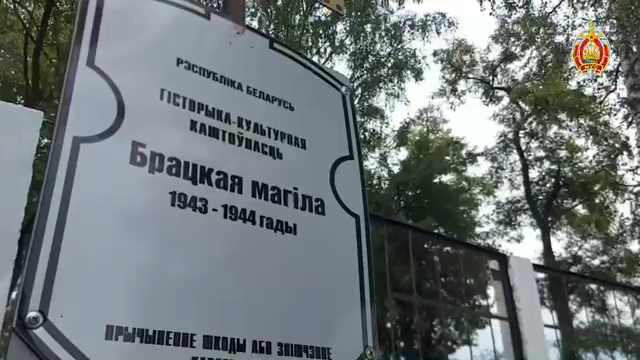 РЭСПУБЛІКА БЕЛАРУСЬ
ГІСТОРЫКА-КУЛЬТУРНАЯ
КАШТОЎНАСЦЬ
Брацкая магіла
1943 - 1944 гады
ПРЫЧЫНЕННЕ ШКОДЫ АБО ЗНІШЧЭННЕ